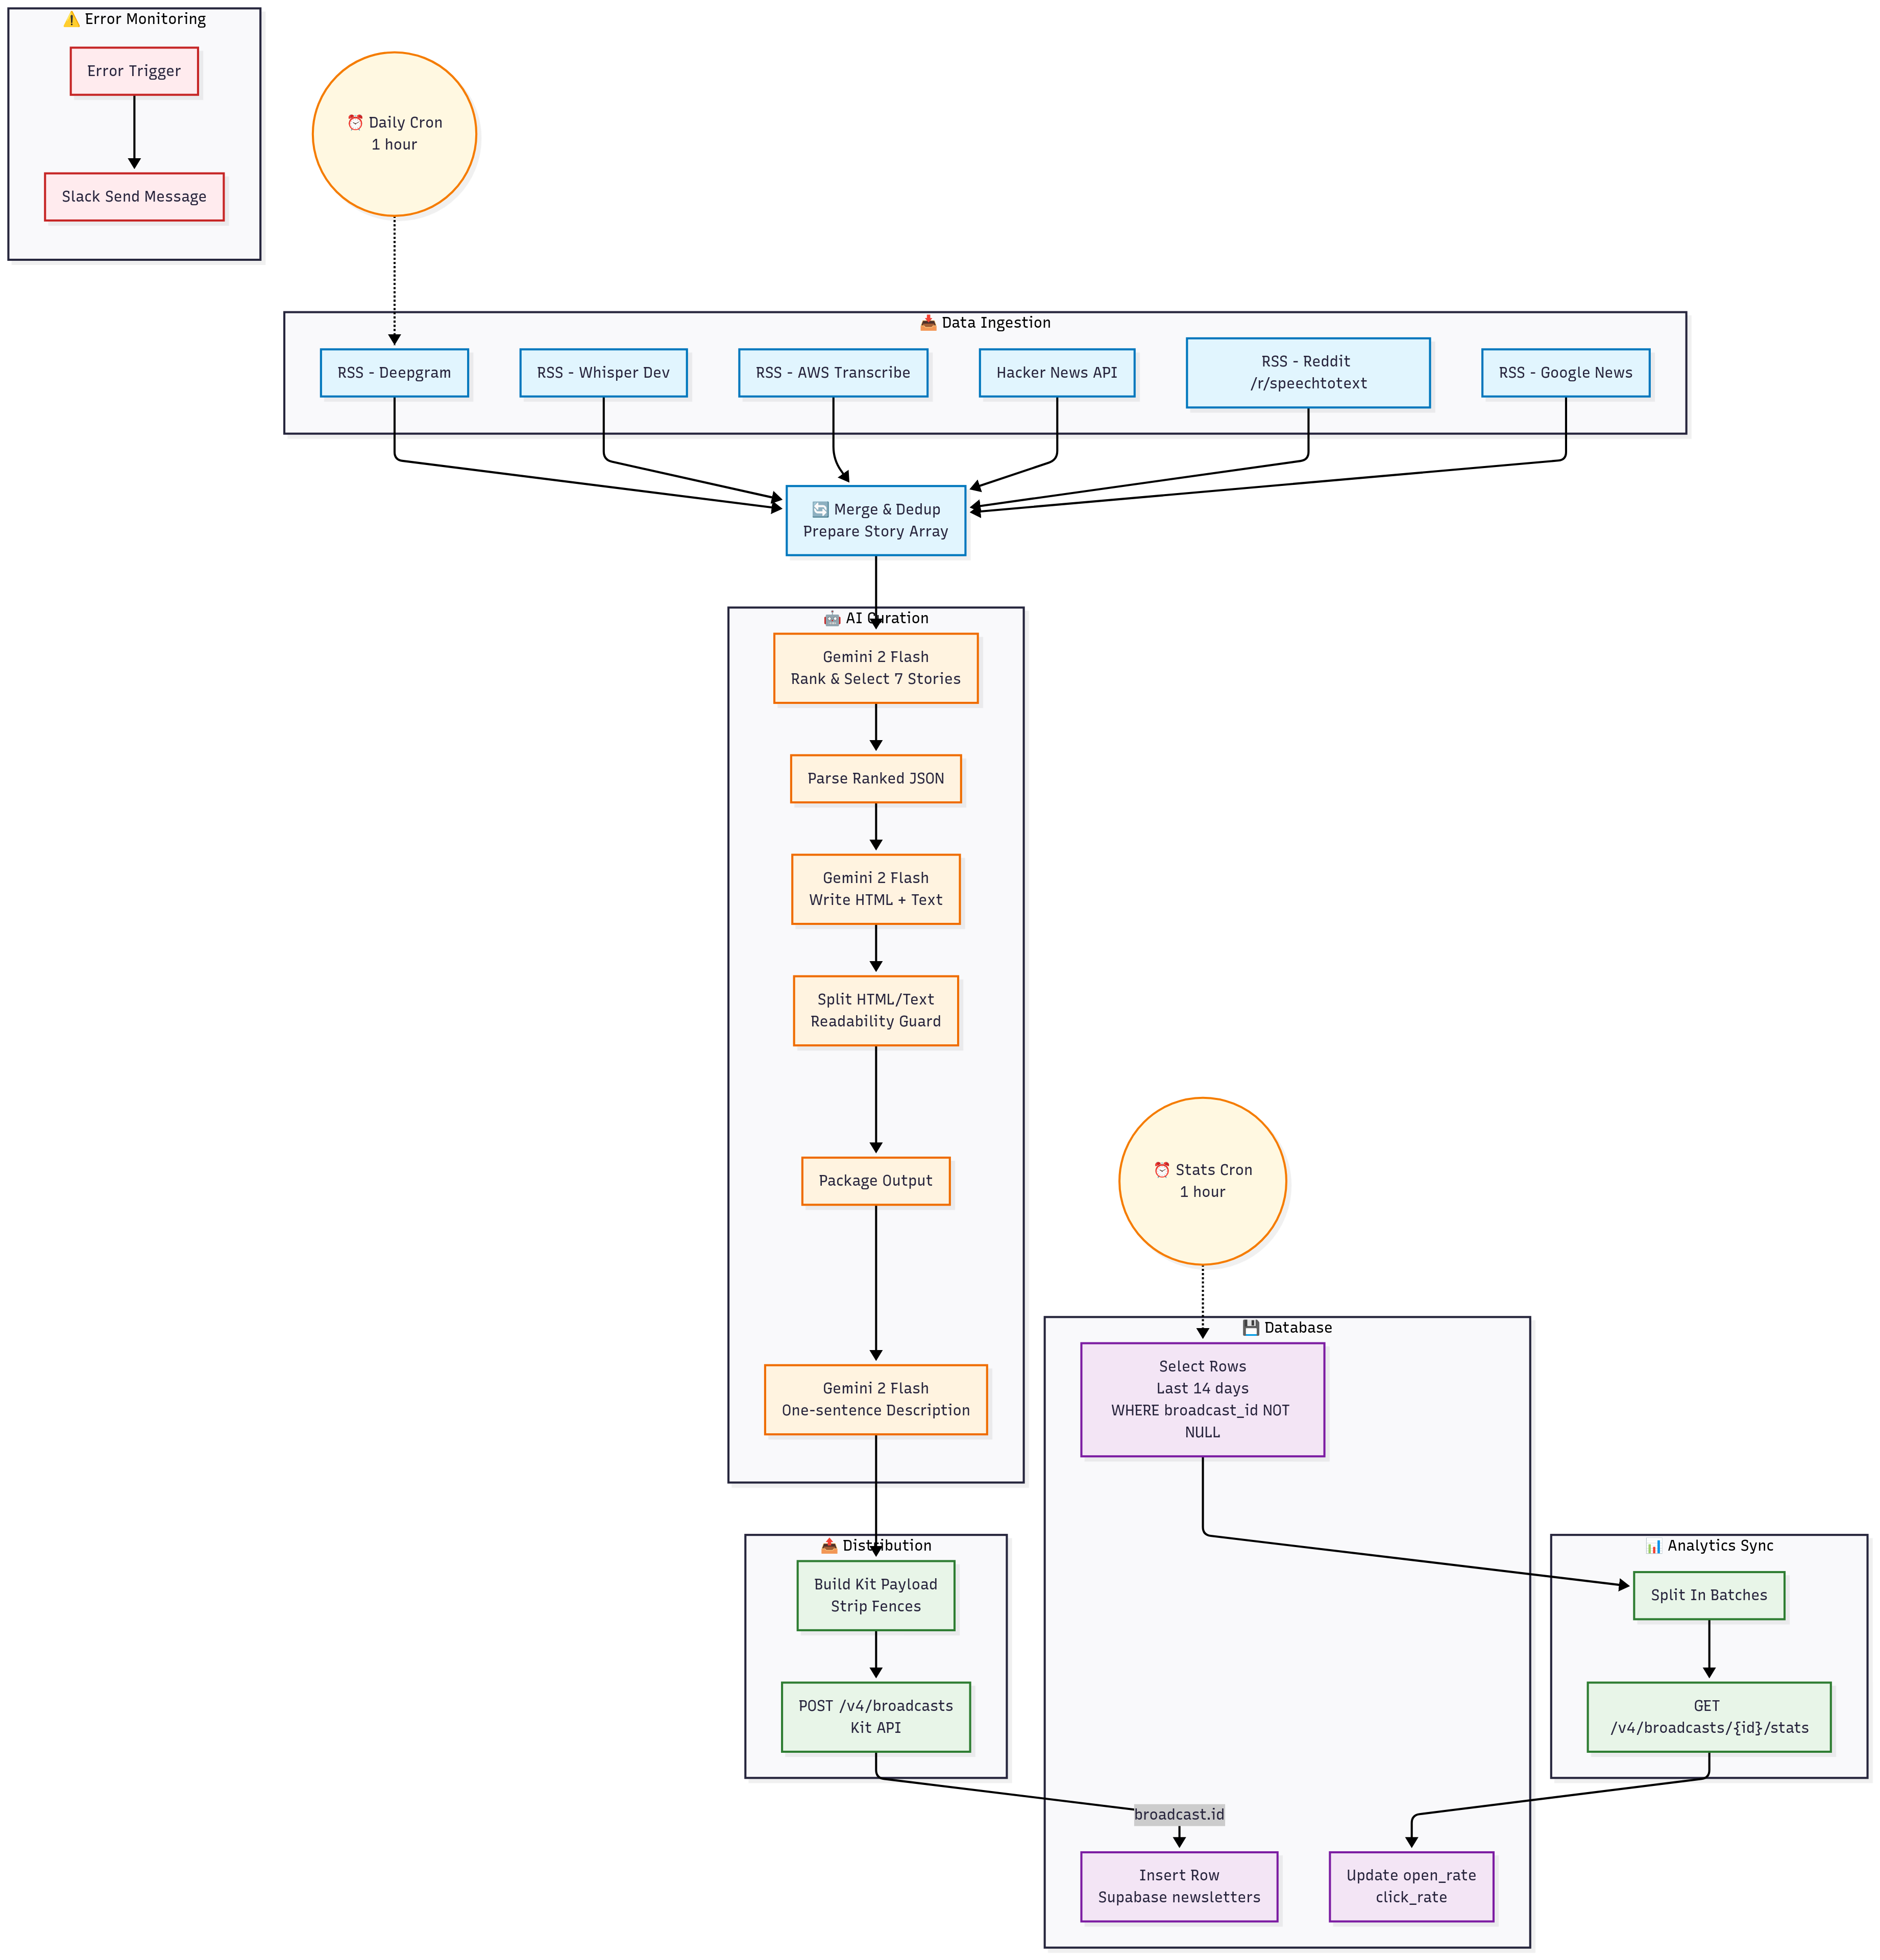 ⚠️ Error Monitoring
Error Trigger
Slack Send Message
⏰ Daily Cron
1 hour
📥 Data Ingestion
RSS - Deepgram
RSS - Whisper Dev
RSS - AWS Transcribe
Hacker News API
RSS - Reddit
/r/speechtotext
RSS - Google News
🔄 Merge & Dedup
Prepare Story Array
🤖 AI Curation
Gemini 2 Flash
Rank & Select 7 Stories
Parse Ranked JSON
Gemini 2 Flash
Write HTML + Text
Split HTML/Text
Readability Guard
Package Output
Gemini 2 Flash
One-sentence Description
⏰ Stats Cron
1 hour
💾 Database
Select Rows
Last 14 days
WHERE broadcast_id NOT
NULL
📤 Distribution
Build Kit Payload
Strip Fences
POST /v4/broadcasts
Kit API
📊 Analytics Sync
Split In Batches
GET
/v4/broadcasts/{id}/stats
broadcast.id
Insert Row
Supabase newsletters
Update open_rate
click_rate